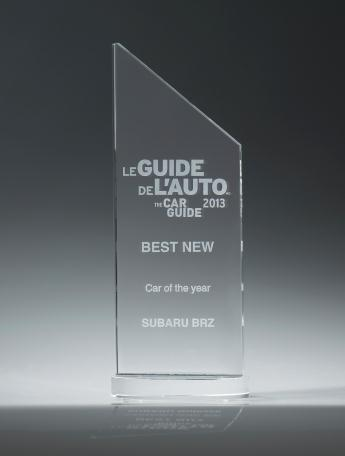 LE GUIDE
DE L'AUTO
THE CAR 2013
GUIDE
BEST NEW
Car of the year
SUBARU BRZ